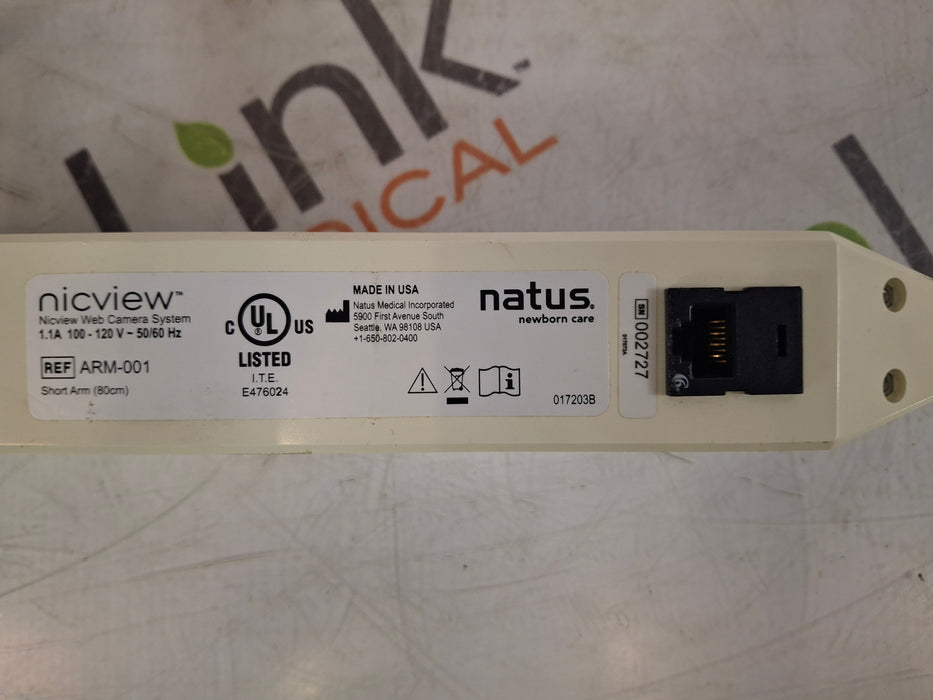 Link
ICAL
nicview™
Nicview Web Camera System
1.1A 100 - 120 V ~ 50/60 Hz
REF ARM-001
Short Arm (80cm)
C UL US
LISTED
I.T.E.
E476024
MADE IN USA
Natus Medical Incorporated
5900 First Avenue South
Seattle, WA 98108 USA
+1-650-802-0400
natus.
newborn care
017203B
SN 002727